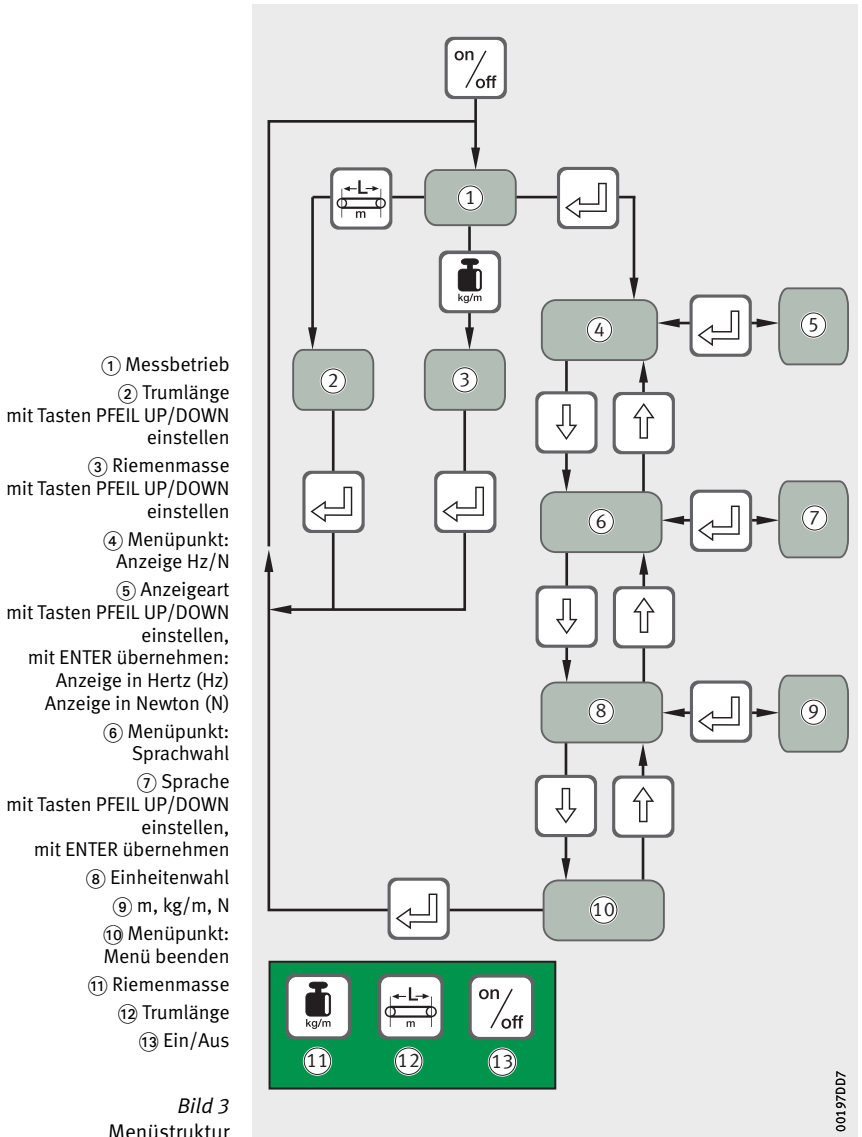 on
off
L
m
1
kg/m
4
5
2
3
6
7
8
9
10
kg/m
L
m
on
off
11
12
13
① Messbetrieb
② Trumlänge
mit Tasten PFEIL UP/DOWN
einstellen
③ Riemenmasse
mit Tasten PFEIL UP/DOWN
einstellen
④ Menüpunkt:
Anzeige Hz/N
⑤ Anzeigeart
mit Tasten PFEIL UP/DOWN
einstellen,
mit ENTER übernehmen:
Anzeige in Hertz (Hz)
Anzeige in Newton (N)
⑥ Menüpunkt:
Sprachwahl
⑦ Sprache
mit Tasten PFEIL UP/DOWN
einstellen,
mit ENTER übernehmen
⑧ Einheitenwahl
⑨ m, kg/m, N
⑩ Menüpunkt:
Menü beenden
⑪ Riemenmasse
⑫ Trumlänge
⑬ Ein/Aus
Bild 3
Menüstruktur
00197DD7